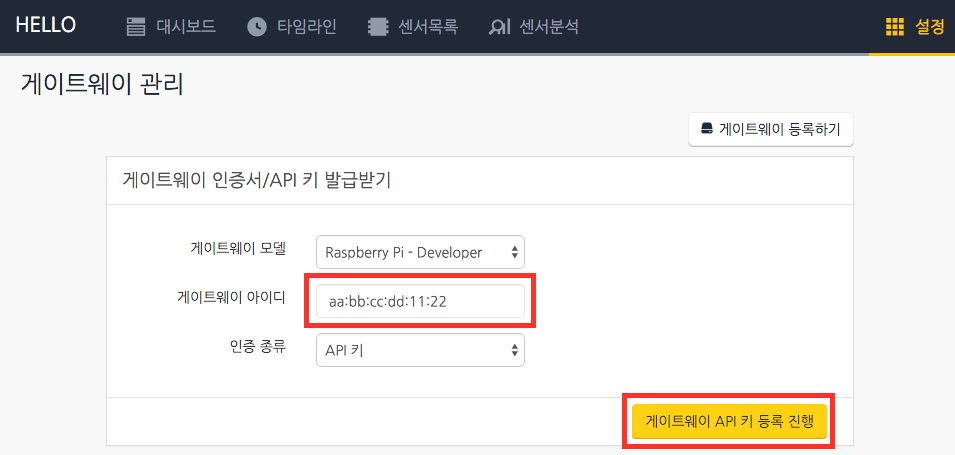 HELLO 대시보드 타임라인 센서목록 센서분석 설정
게이트웨이 관리
게이트웨이 등록하기
게이트웨이 인증서/API 키 발급받기
게이트웨이 모델 Raspberry Pi - Developer
게이트웨이 아이디 aa:bb:cc:dd:11:22
인증 종류 API 키
게이트웨이 API 키 등록 진행